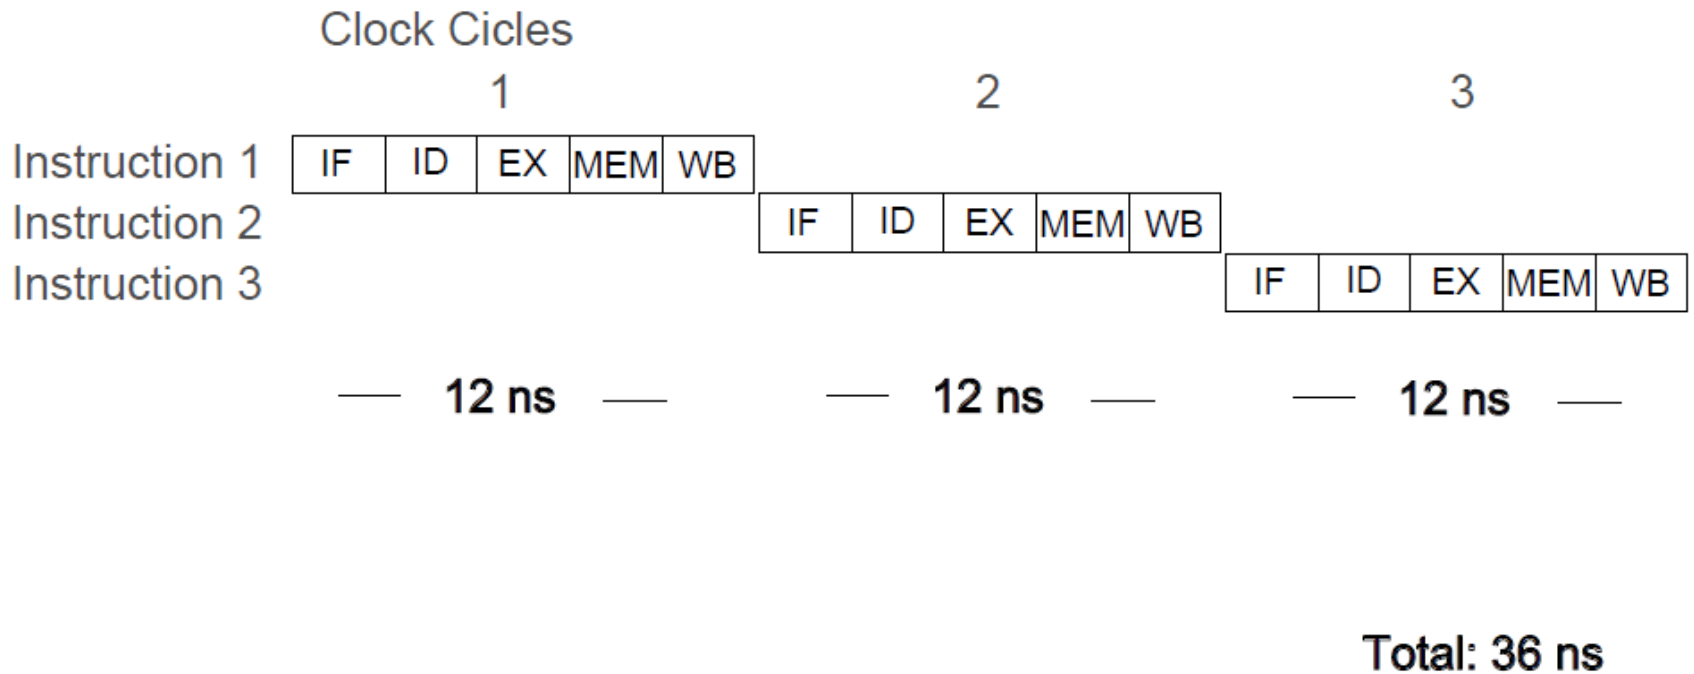 Clock Cicles
1 2 3
Instruction 1 IF ID EX MEM WB
Instruction 2 IF ID EX MEM WB
Instruction 3 IF ID EX MEM WB
12 ns 12 ns 12 ns
Total: 36 ns